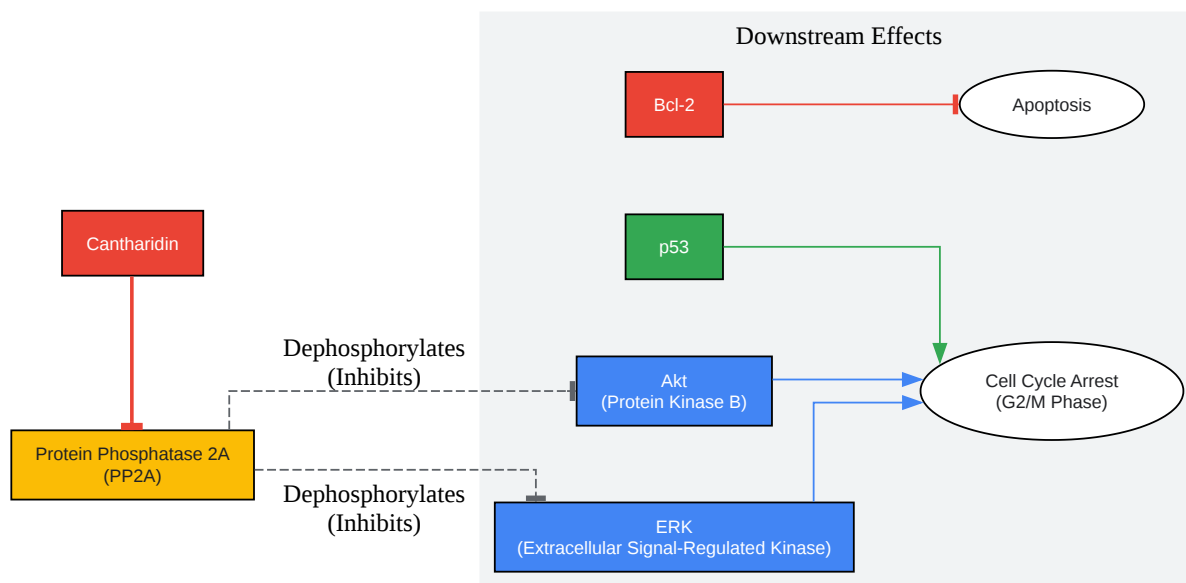 Downstream Effects
Bcl-2
Apoptosis
Cantharidin
p53
Dephosphorylates
(Inhibits)
Akt
(Protein Kinase B)
Cell Cycle Arrest
(G2/M Phase)
Protein Phosphatase 2A
(PP2A)
Dephosphorylates
(Inhibits)
ERK
(Extracellular Signal-Regulated Kinase)